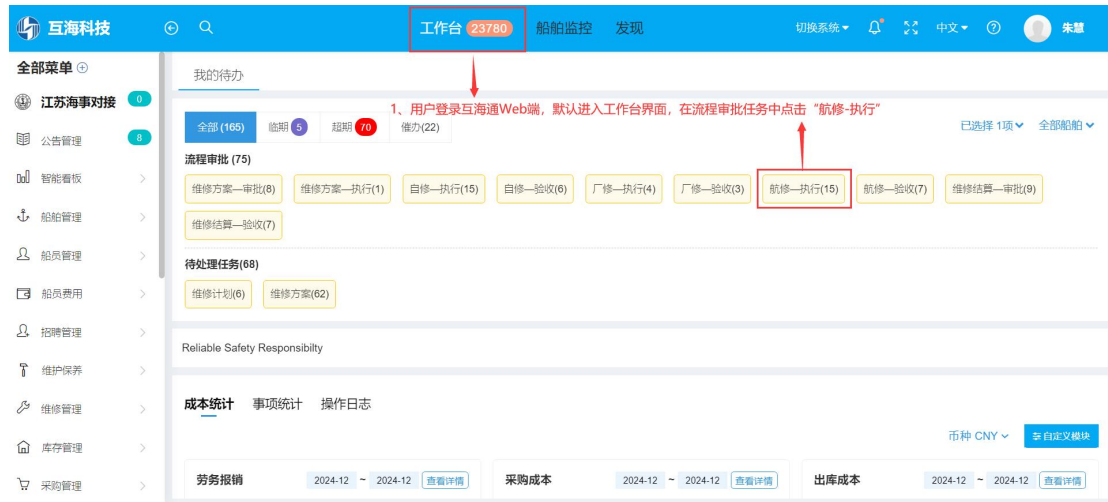 互海科技
工作台 23780 船舶监控 发现
切换系统 中文 朱慧
全部菜单
江苏海事对接 0
公告管理 8
智能看板
船舶管理
船员管理
船员费用
招聘管理
维护保养
维修管理
库存管理
采购管理
我的待办
1、用户登录互海通Web端，默认进入工作台界面，在流程审批任务中点击“航修-执行”
全部 (165) 临期 5 超期 70 催办(22)
已选择 1项 全部船舶
流程审批 (75)
维修方案—审批(8) 维修方案—执行(1) 自修—执行(15) 自修—验收(6) 厂修—执行(4) 厂修—验收(3) 航修—执行(15) 航修—验收(7) 维修结算—审批(9)
维修结算—验收(7)
待处理任务(68)
维修计划(6) 维修方案(62)
Reliable Safety Responsibilty
成本统计 事项统计 操作日志
币种 CNY 自定义模块
劳务报销 2024-12 ~ 2024-12 查看详情 采购成本 2024-12 ~ 2024-12 查看详情 出库成本 2024-12 ~ 2024-12 查看详情